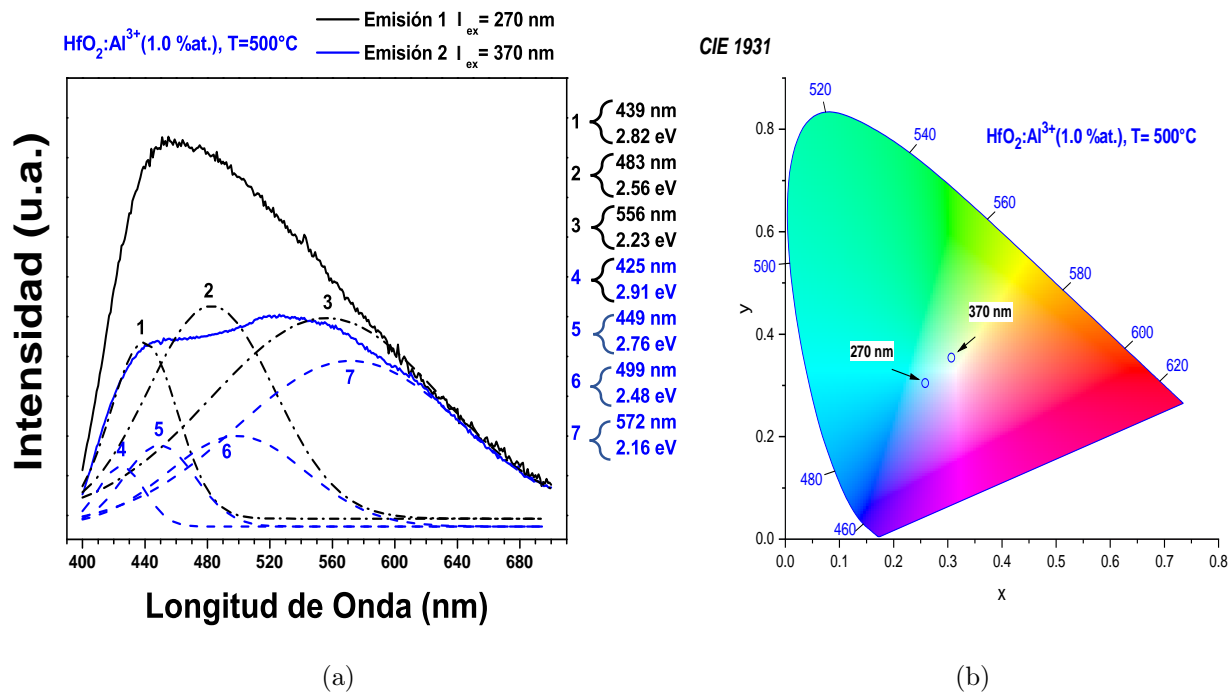 HfO2:Al3+(1.0 %at.), T=500°C
Emisión 1 lex= 270 nm
Emisión 2 lex= 370 nm
Intensidad (u.a.)
1
2
3
4
5
6
7
1
439 nm
2.82 eV
2
483 nm
2.56 eV
3
556 nm
2.23 eV
4
425 nm
2.91 eV
5
449 nm
2.76 eV
6
499 nm
2.48 eV
7
572 nm
2.16 eV
400 440 480 520 560 600 640 680
Longitud de Onda (nm)
(a)
CIE 1931
HfO2:Al3+(1.0 %at.), T= 500°C
520
540
560
580
600
620
500
480
460
370 nm
270 nm
y
0.8
0.6
0.4
0.2
0.0
0.0 0.1 0.2 0.3 0.4 0.5 0.6 0.7 0.8
x
(b)